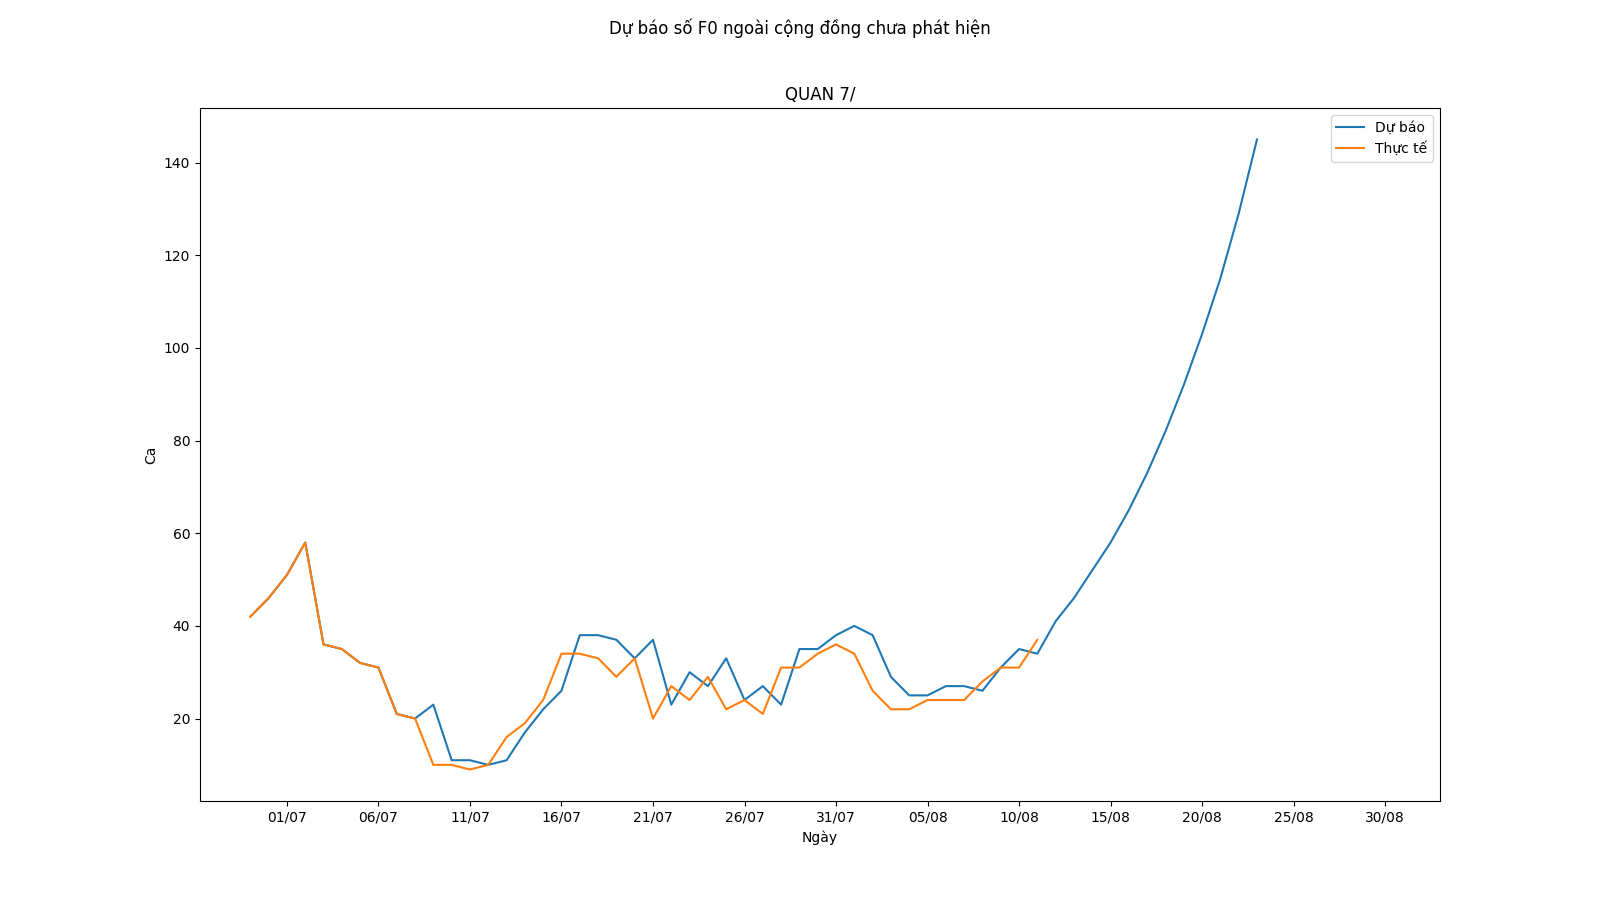 Dự báo số F0 ngoài cộng đồng chưa phát hiện
QUAN 7/
Dự báo
Thực tế
140
120
100
80
60
40
20
Ca
01/07 06/07 11/07 16/07 21/07 26/07 31/07 05/08 10/08 15/08 20/08 25/08 30/08
Ngày